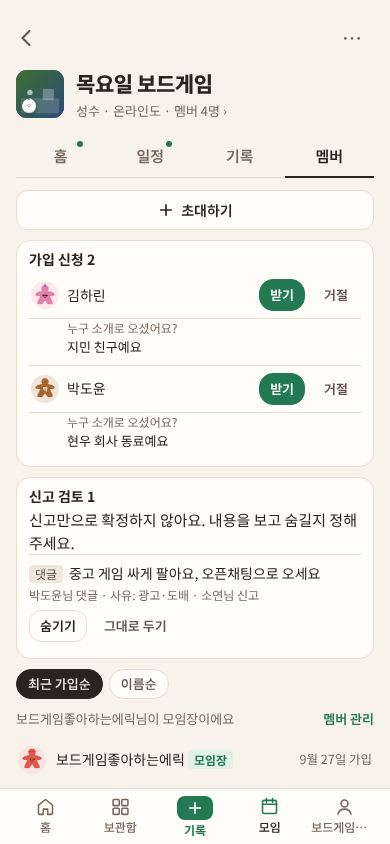 목요일 보드게임
성수 · 온라인도 · 멤버 4명 ›
홈 일정 기록 멤버
+ 초대하기
가입 신청 2
김하린 받기 거절
누구 소개로 오셨어요?
지민 친구예요
박도윤 받기 거절
누구 소개로 오셨어요?
현우 회사 동료예요
신고 검토 1
신고만으로 확정하지 않아요. 내용을 보고 숨길지 정해
주세요.
댓글 중고 게임 싸게 팔아요, 오픈채팅으로 오세요
박도윤님 댓글 · 사유: 광고·도배 · 소연님 신고
숨기기 그대로 두기
최근 가입순 이름순
보드게임좋아하는에릭님이 모임장이에요 멤버 관리
보드게임좋아하는에릭 모임장 9월 27일 가입
홈 보관함 기록 모임 보드게임…